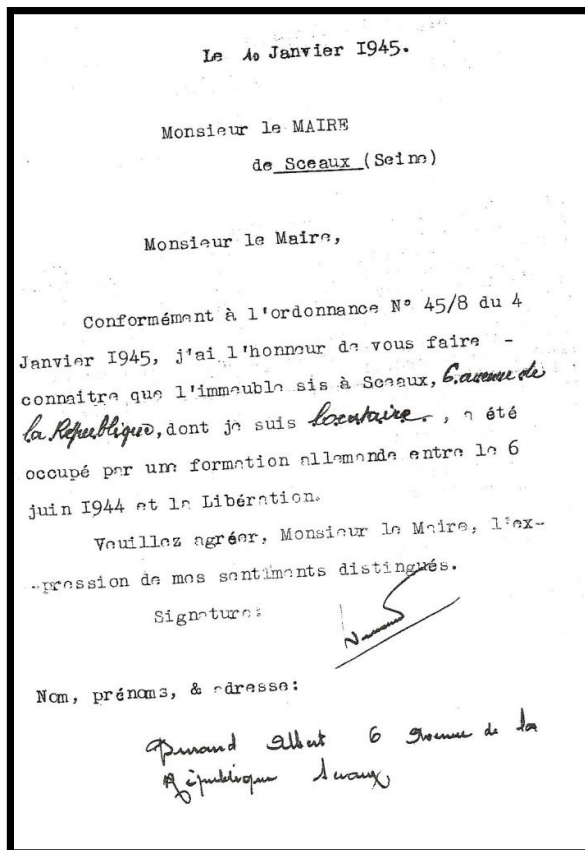 Le 10 Janvier I945.
Monsieur le MAIRE
de Sceaux (Seine)
Monsieur le Maire,
Conformément à l'ordonnance N° 45/8 du 4
Janvier I945, j'ai l'honneur de vous faire -
connaitre que l'immeuble sis à Sceaux, 6. avenue de
la République, dont je suis locataire. , a été
occupé par une formation allemande entre le 6
juin I944 et la Libération.
Veuillez agréer, Monsieur le Maire, l'ex-
-pression de mes sentiments distingués.
Signature:
Nom, prénoms, & adresse:
Durand Albert 6 Avenue de la
République Sceaux